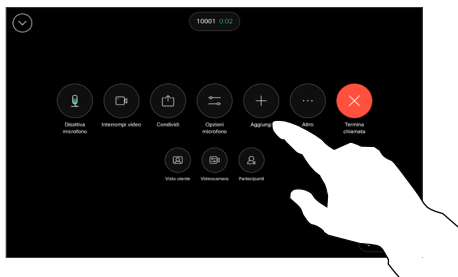 10001 0:02
Disattiva
microfono
Interrompi video
Condividi
Opzioni
microfono
Aggiungi
Altro
Termina
chiamata
Vista utente
Videocamera
Partecipanti